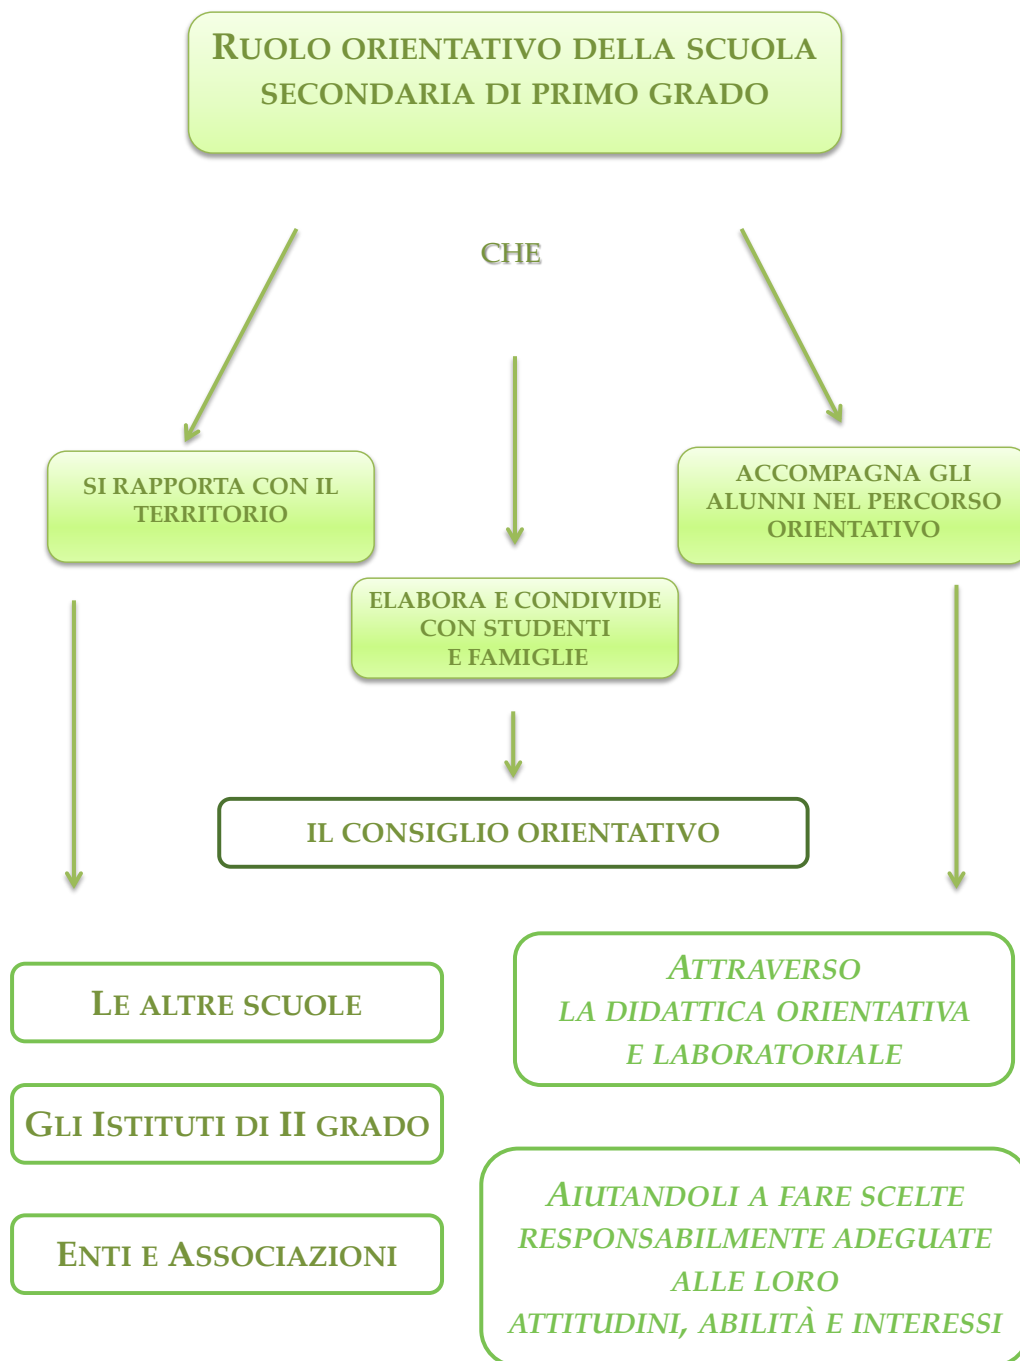 RUOLO ORIENTATIVO DELLA SCUOLA
SECONDARIA DI PRIMO GRADO
CHE
SI RAPPORTA CON IL
TERRITORIO
ACCOMPAGNA GLI
ALUNNI NEL PERCORSO
ORIENTATIVO
ELABORA E CONDIVIDE
CON STUDENTI
E FAMIGLIE
IL CONSIGLIO ORIENTATIVO
LE ALTRE SCUOLE
GLI ISTITUTI DI II GRADO
ENTI E ASSOCIAZIONI
ATTRAVERSO
LA DIDATTICA ORIENTATIVA
E LABORATORIALE
AIUTANDOLI A FARE SCELTE
RESPONSABILMENTE ADEGUATE
ALLE LORO
ATTITUDINI, ABILITÀ E INTERESSI